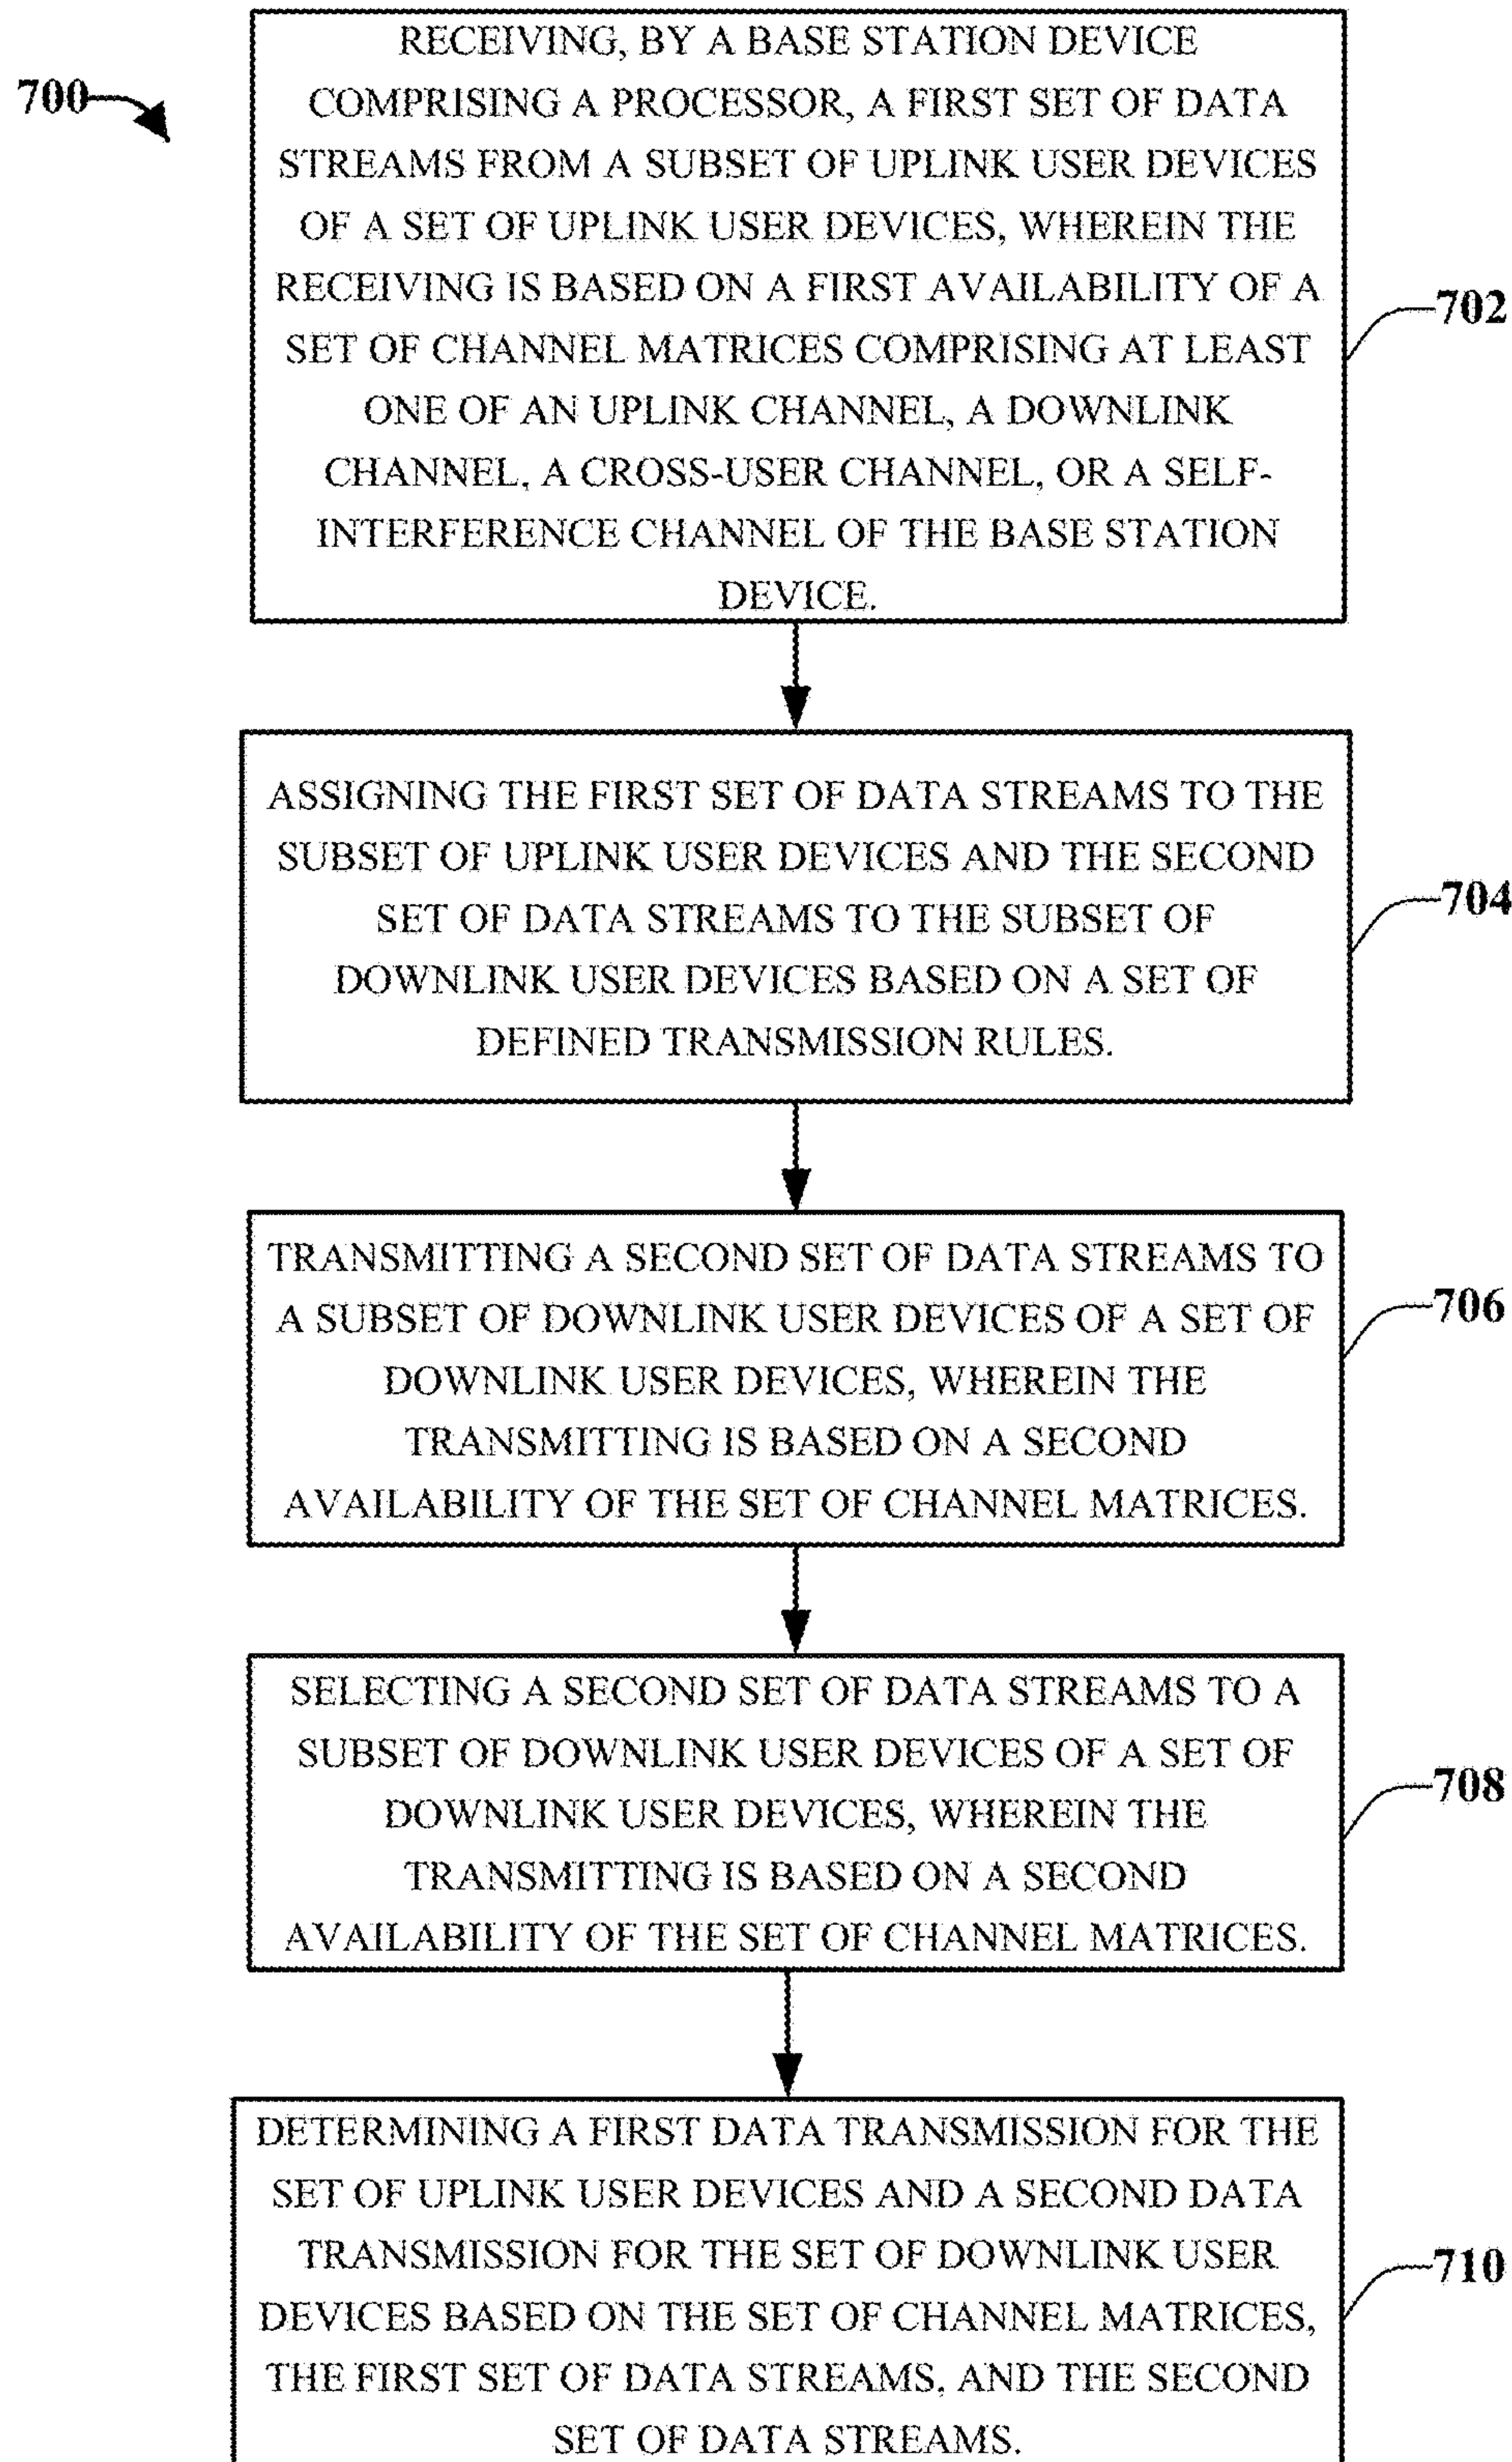 700
RECEIVING, BY A BASE STATION DEVICE
COMPRISING A PROCESSOR, A FIRST SET OF DATA
STREAMS FROM A SUBSET OF UPLINK USER DEVICES
OF A SET OF UPLINK USER DEVICES, WHEREIN THE
RECEIVING IS BASED ON A FIRST AVAILABILITY OF A
SET OF CHANNEL MATRICES COMPRISING AT LEAST
ONE OF AN UPLINK CHANNEL, A DOWNLINK
CHANNEL, A CROSS-USER CHANNEL, OR A SELF-
INTERFERENCE CHANNEL OF THE BASE STATION
DEVICE.
702
ASSIGNING THE FIRST SET OF DATA STREAMS TO THE
SUBSET OF UPLINK USER DEVICES AND THE SECOND
SET OF DATA STREAMS TO THE SUBSET OF
DOWNLINK USER DEVICES BASED ON A SET OF
DEFINED TRANSMISSION RULES.
704
TRANSMITTING A SECOND SET OF DATA STREAMS TO
A SUBSET OF DOWNLINK USER DEVICES OF A SET OF
DOWNLINK USER DEVICES, WHEREIN THE
TRANSMITTING IS BASED ON A SECOND
AVAILABILITY OF THE SET OF CHANNEL MATRICES.
706
SELECTING A SECOND SET OF DATA STREAMS TO A
SUBSET OF DOWNLINK USER DEVICES OF A SET OF
DOWNLINK USER DEVICES, WHEREIN THE
TRANSMITTING IS BASED ON A SECOND
AVAILABILITY OF THE SET OF CHANNEL MATRICES.
708
DETERMINING A FIRST DATA TRANSMISSION FOR THE
SET OF UPLINK USER DEVICES AND A SECOND DATA
TRANSMISSION FOR THE SET OF DOWNLINK USER
DEVICES BASED ON THE SET OF CHANNEL MATRICES,
THE FIRST SET OF DATA STREAMS, AND THE SECOND
SET OF DATA STREAMS.
710